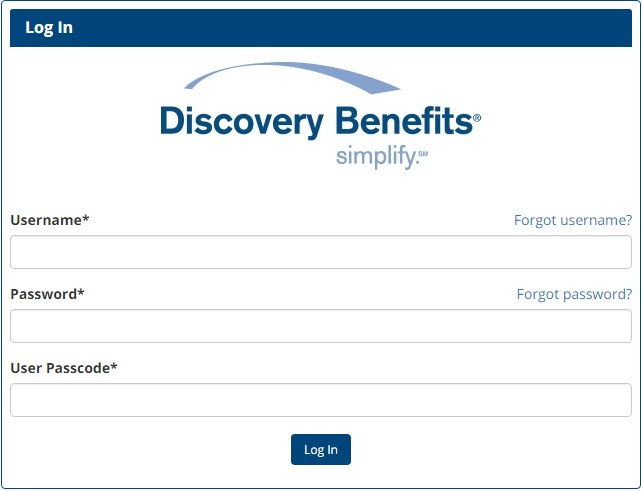 Log In
Discovery Benefits®
simplify.℠
Username*
Forgot username?
Password*
Forgot password?
User Passcode*
Log In